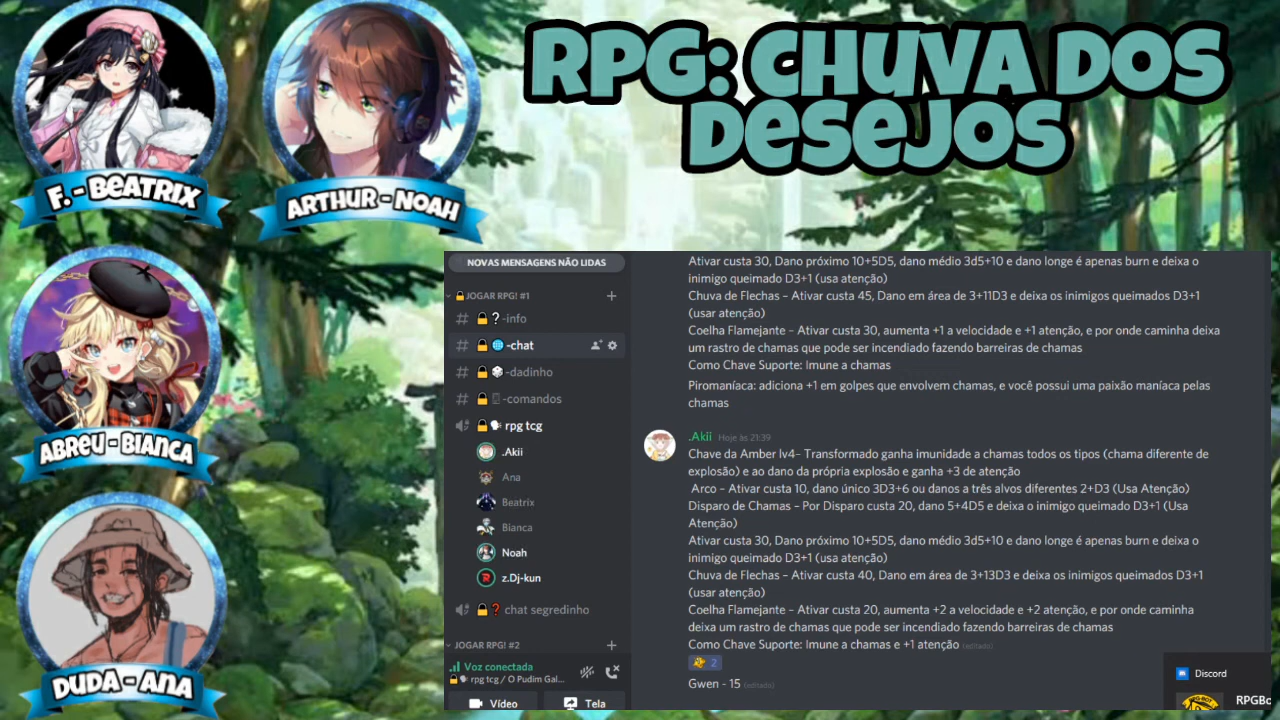 RPG: CHUVA DOS
DESEJOS
F. - BEATRIX
ARTHUR - NOAH
ABREU - BIANCA
DUDA - ANA
NOVAS MENSAGENS NÃO LIDAS
JOGAR RPG! #1
-info
-chat
-dadinho
-comandos
rpg tcg
.Akii
Ana
Beatrix
Bianca
Noah
z.Dj-kun
chat segredinho
JOGAR RPG! #2
Voz conectada
rpg tcg / O Pudim Gal...
Vídeo
Tela
Ativar custa 30, Dano próximo 10+5D5, dano médio 3d5+10 e dano longe é apenas burn e deixa o
inimigo queimado D3+1 (usa atenção)
Chuva de Flechas – Ativar custa 45, Dano em área de 3+11D3 e deixa os inimigos queimados D3+1
(usar atenção)
Coelha Flamejante – Ativar custa 30, aumenta +1 a velocidade e +1 atenção, e por onde caminha deixa
um rastro de chamas que pode ser incendiado fazendo barreiras de chamas
Como Chave Suporte: Imune a chamas
Piromaníaca: adiciona +1 em golpes que envolvem chamas, e você possui uma paixão maníaca pelas
chamas
.Akii Hoje às 21:39
Chave da Amber lv4– Transformado ganha imunidade a chamas todos os tipos (chama diferente de
explosão) e ao dano da própria explosão e ganha +3 de atenção
Arco – Ativar custa 10, dano único 3D3+6 ou danos a três alvos diferentes 2+D3 (Usa Atenção)
Disparo de Chamas – Por Disparo custa 20, dano 5+4D5 e deixa o inimigo queimado D3+1 (Usa
Atenção)
Ativar custa 30, Dano próximo 10+5D5, dano médio 3d5+10 e dano longe é apenas burn e deixa o
inimigo queimado D3+1 (usa atenção)
Chuva de Flechas – Ativar custa 40, Dano em área de 3+13D3 e deixa os inimigos queimados D3+1
(usar atenção)
Coelha Flamejante – Ativar custa 20, aumenta +2 a velocidade e +2 atenção, e por onde caminha
deixa um rastro de chamas que pode ser incendiado fazendo barreiras de chamas
Como Chave Suporte: Imune a chamas e +1 atenção (editado)
2
Gwen - 15 (editado)
Discord
RPGBo